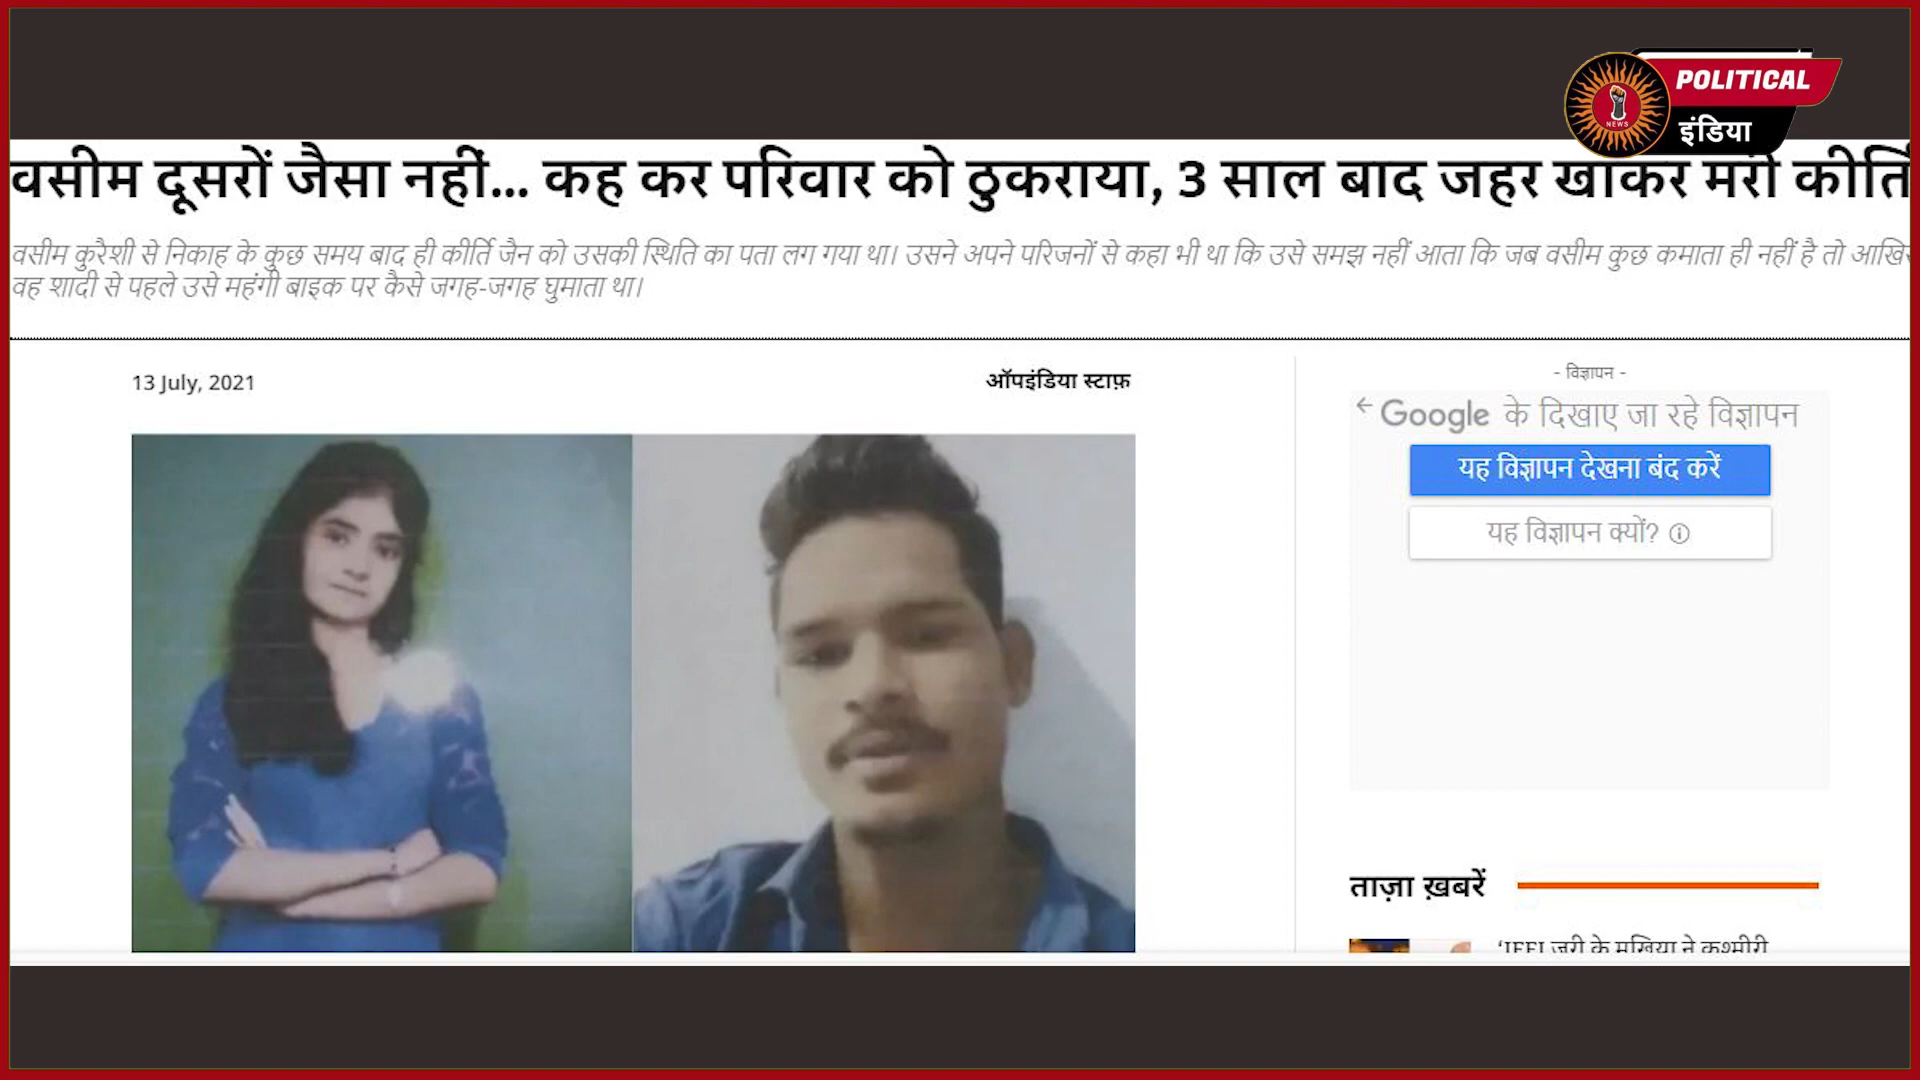 POLITICAL
इंडिया
NEWS
वसीम दूसरों जैसा नहीं... कह कर परिवार को ठुकराया, 3 साल बाद जहर खाकर मरी कीर्ति
वसीम कुरैशी से निकाह के कुछ समय बाद ही कीर्ति जैन को उसकी स्थिति का पता लग गया था। उसने अपने परिजनों से कहा भी था कि उसे समझ नहीं आता कि जब वसीम कुछ कमाता ही नहीं है तो
वह शादी से पहले उसे महंगी बाइक पर कैसे जगह-जगह घुमाता था।
13 July, 2021
ऑपइंडिया स्टाफ़
- विज्ञापन -
Google के दिखाए जा रहे विज्ञापन
यह विज्ञापन देखना बंद करें
यह विज्ञापन क्यों?
ताज़ा ख़बरें
के ने कश्मीरी